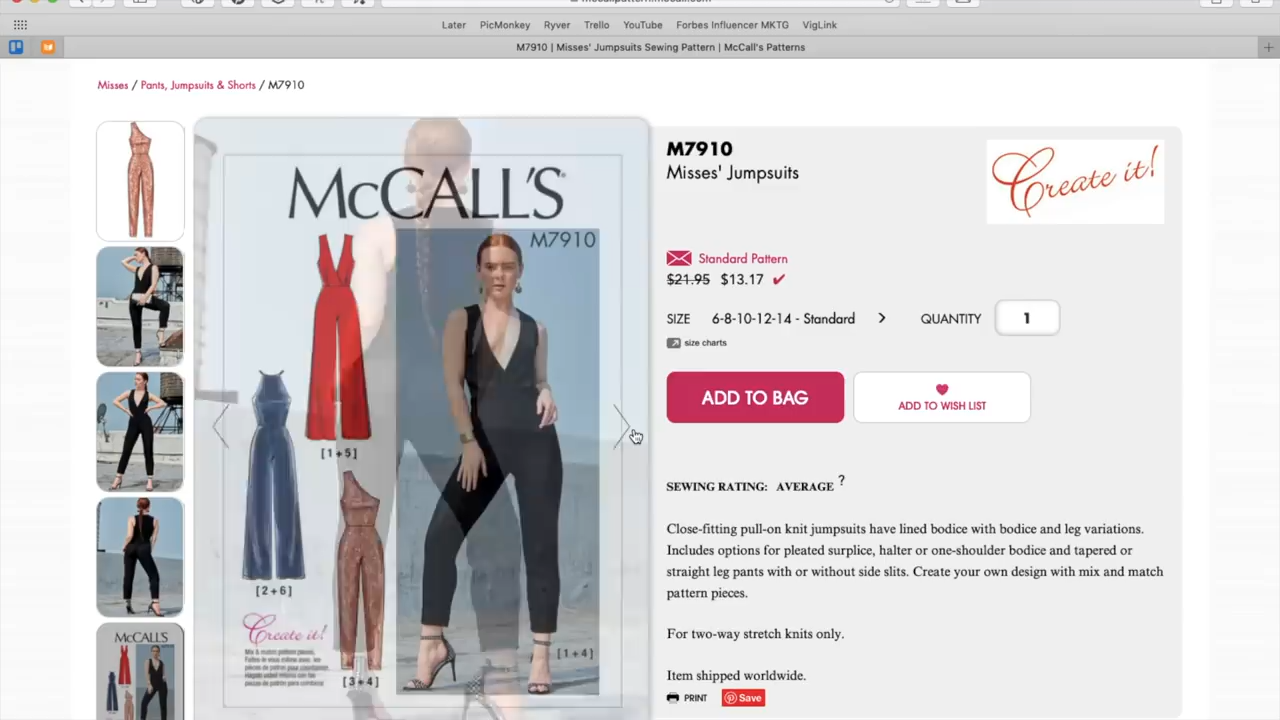 Later PicMonkey Ryver Trello YouTube Forbes Influencer MKTG VigLink
M7910 | Misses' Jumpsuits Sewing Pattern | McCall's Patterns
Misses / Pants, Jumpsuits & Shorts / M7910
McCALL'S
M7910
[1+5]
[2+6]
Create it!
[3+4]
[1+4]
McCALL'S
M7910
Misses' Jumpsuits
Create it!
Standard Pattern
$21.95 $13.17
SIZE 6-8-10-12-14 - Standard > QUANTITY 1
size charts
ADD TO BAG
ADD TO WISH LIST
SEWING RATING: AVERAGE ?
Close-fitting pull-on knit jumpsuits have lined bodice with bodice and leg variations.
Includes options for pleated surplice, halter or one-shoulder bodice and tapered or
straight leg pants with or without side slits. Create your own design with mix and match
pattern pieces.
For two-way stretch knits only.
Item shipped worldwide.
PRINT Save